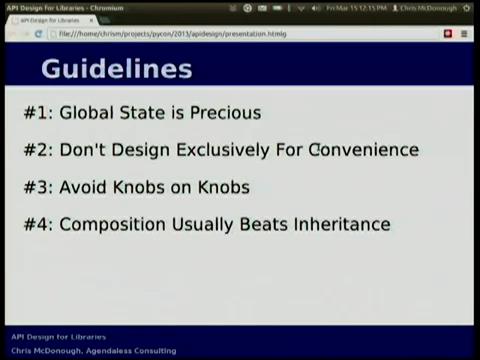 API Design for Libraries - Chromium
Fri Mar 15 12:15 PM
Chris McDonough
API Design for Libraries
file:///home/chrism/projects/pycon/2013/apidesign/presentation.html
Guidelines
#1: Global State is Precious
#2: Don't Design Exclusively For Convenience
#3: Avoid Knobs on Knobs
#4: Composition Usually Beats Inheritance
API Design for Libraries
Chris McDonough, Agendaless Consulting